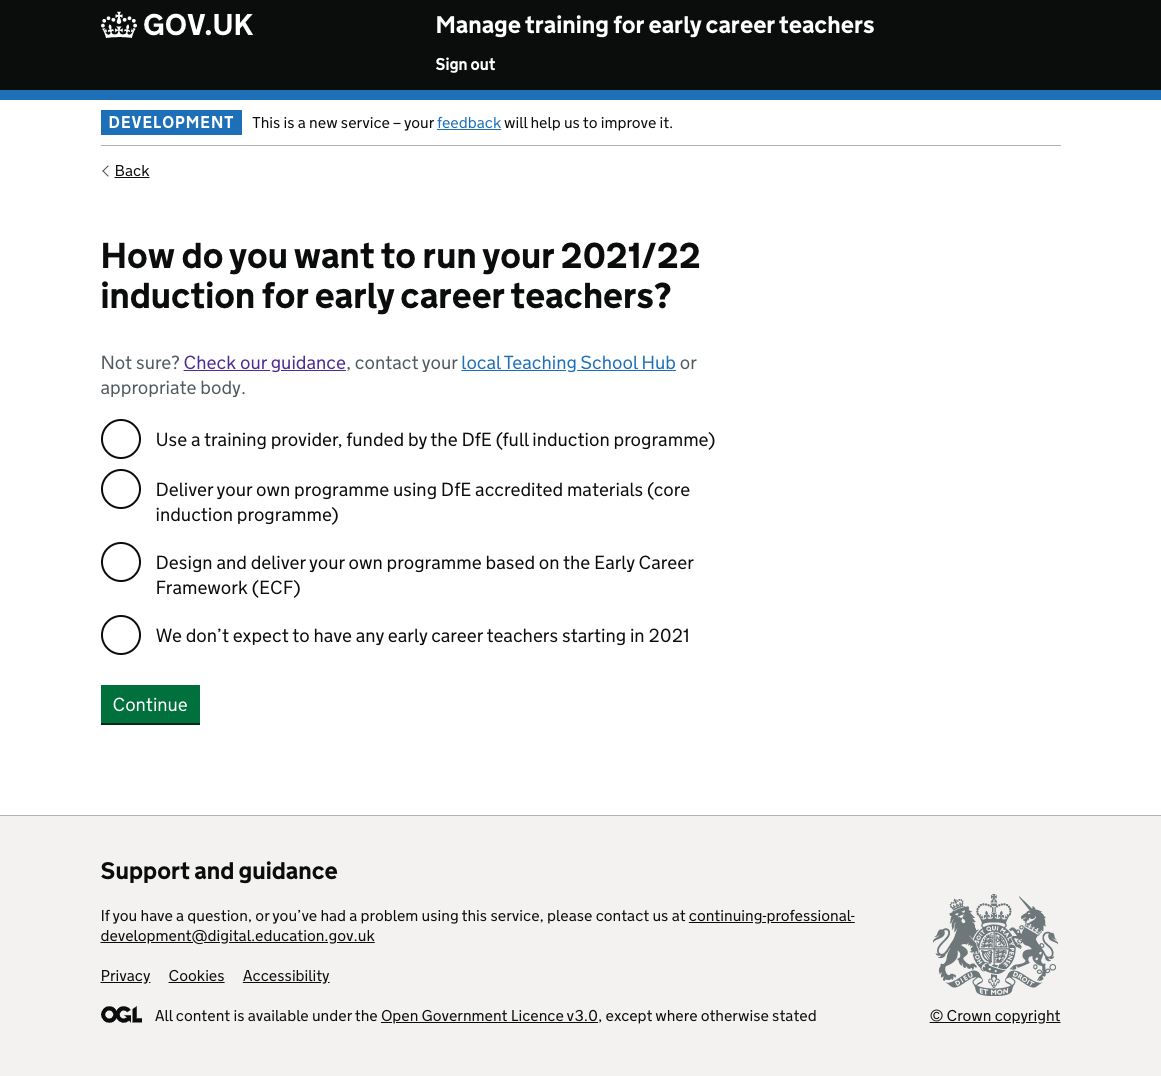 GOV.UK
Manage training for early career teachers
Sign out
DEVELOPMENT This is a new service – your feedback will help us to improve it.
Back
How do you want to run your 2021/22
induction for early career teachers?
Not sure? Check our guidance, contact your local Teaching School Hub or
appropriate body.
Use a training provider, funded by the DfE (full induction programme)
Deliver your own programme using DfE accredited materials (core
induction programme)
Design and deliver your own programme based on the Early Career
Framework (ECF)
We don’t expect to have any early career teachers starting in 2021
Continue
Support and guidance
If you have a question, or you’ve had a problem using this service, please contact us at continuing-professional-
development@digital.education.gov.uk
Privacy Cookies Accessibility
OGL All content is available under the Open Government Licence v3.0, except where otherwise stated
DIEU ET MON DROIT
© Crown copyright